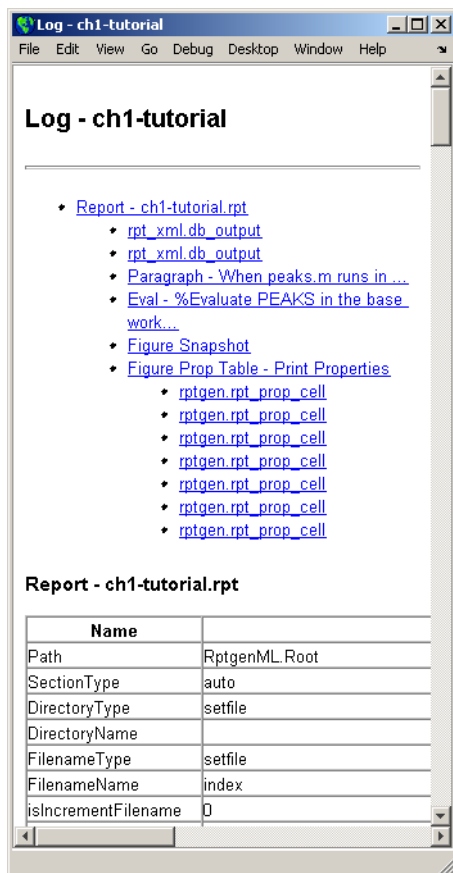 Log - ch1-tutorial
File Edit View Go Debug Desktop Window Help
Log - ch1-tutorial
Report - ch1-tutorial.rpt
rpt_xml.db_output
rpt_xml.db_output
Paragraph - When peaks.m runs in ...
Eval - %Evaluate PEAKS in the base
work...
Figure Snapshot
Figure Prop Table - Print Properties
rptgen.rpt_prop_cell
rptgen.rpt_prop_cell
rptgen.rpt_prop_cell
rptgen.rpt_prop_cell
rptgen.rpt_prop_cell
rptgen.rpt_prop_cell
rptgen.rpt_prop_cell
Report - ch1-tutorial.rpt
Name
Path RptgenML.Root
SectionType auto
DirectoryType setfile
DirectoryName
FilenameType setfile
FilenameName index
isIncrementFilename 0